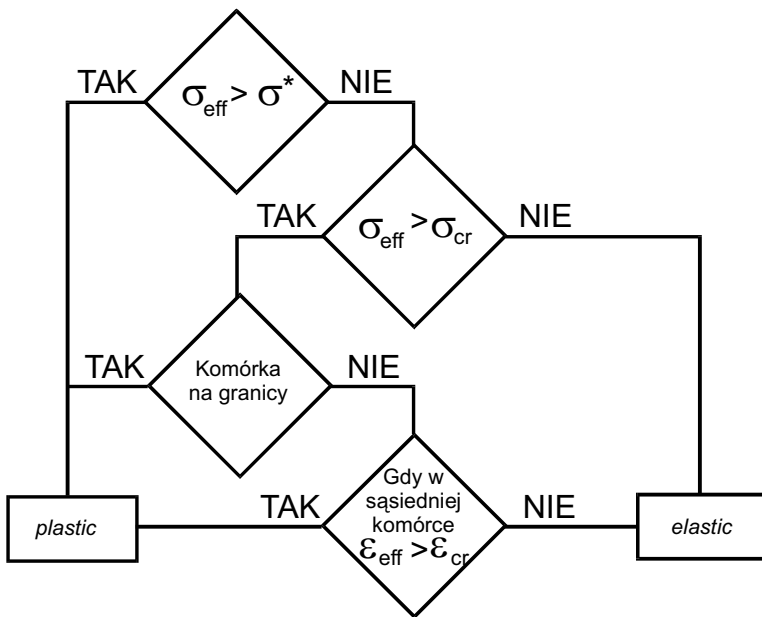 TAK
σeff > σ*
NIE
TAK
σeff > σcr
NIE
TAK
Komórka
na granicy
NIE
plastic
TAK
Gdy w
sąsiedniej
komórce
εeff > εcr
NIE
elastic